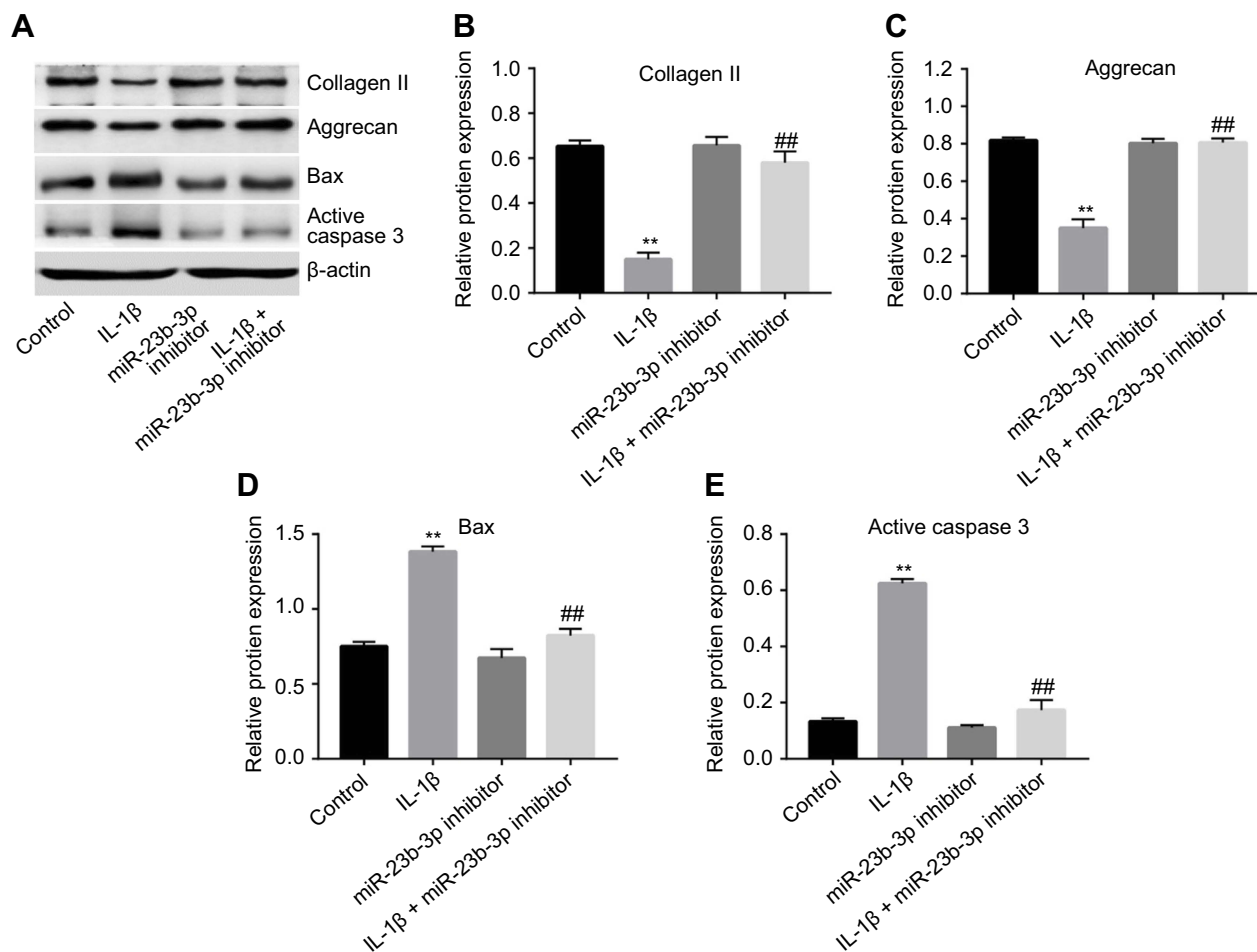 A
Collagen II
Aggrecan
Bax
Active
caspase 3
β-actin
Control
IL-1β
miR-23b-3p
inhibitor
IL-1β +
miR-23b-3p inhibitor
B
Collagen II
Relative protien expression
1.0
0.8
0.6
0.4
0.2
0.0
**
##
Control
IL-1β
miR-23b-3p inhibitor
IL-1β + miR-23b-3p inhibitor
C
Aggrecan
Relative protien expression
1.2
1.0
0.8
0.6
0.4
0.2
0.0
**
##
Control
IL-1β
miR-23b-3p inhibitor
IL-1β + miR-23b-3p inhibitor
D
Bax
Relative protien expression
1.5
1.0
0.5
0.0
**
##
Control
IL-1β
miR-23b-3p inhibitor
IL-1β + miR-23b-3p inhibitor
E
Active caspase 3
Relative protien expression
0.8
0.6
0.4
0.2
0.0
**
##
Control
IL-1β
miR-23b-3p inhibitor
IL-1β + miR-23b-3p inhibitor